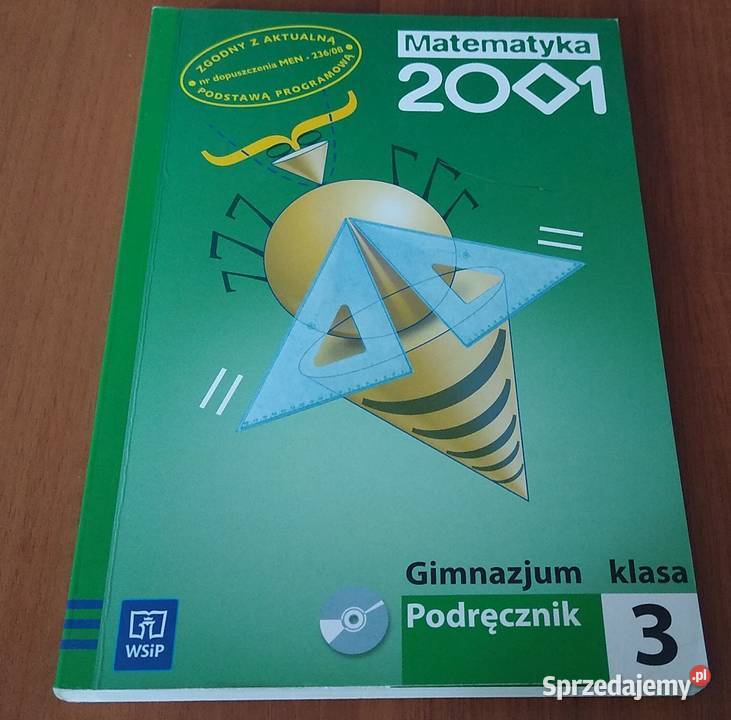 ZGODNY Z AKTUALNĄ
nr dopuszczenia MEN - 236/08
PODSTAWĄ PROGRAMOWĄ
Matematyka
2001
Gimnazjum klasa
Podręcznik 3
WSiP
Sprzedajemy.pl